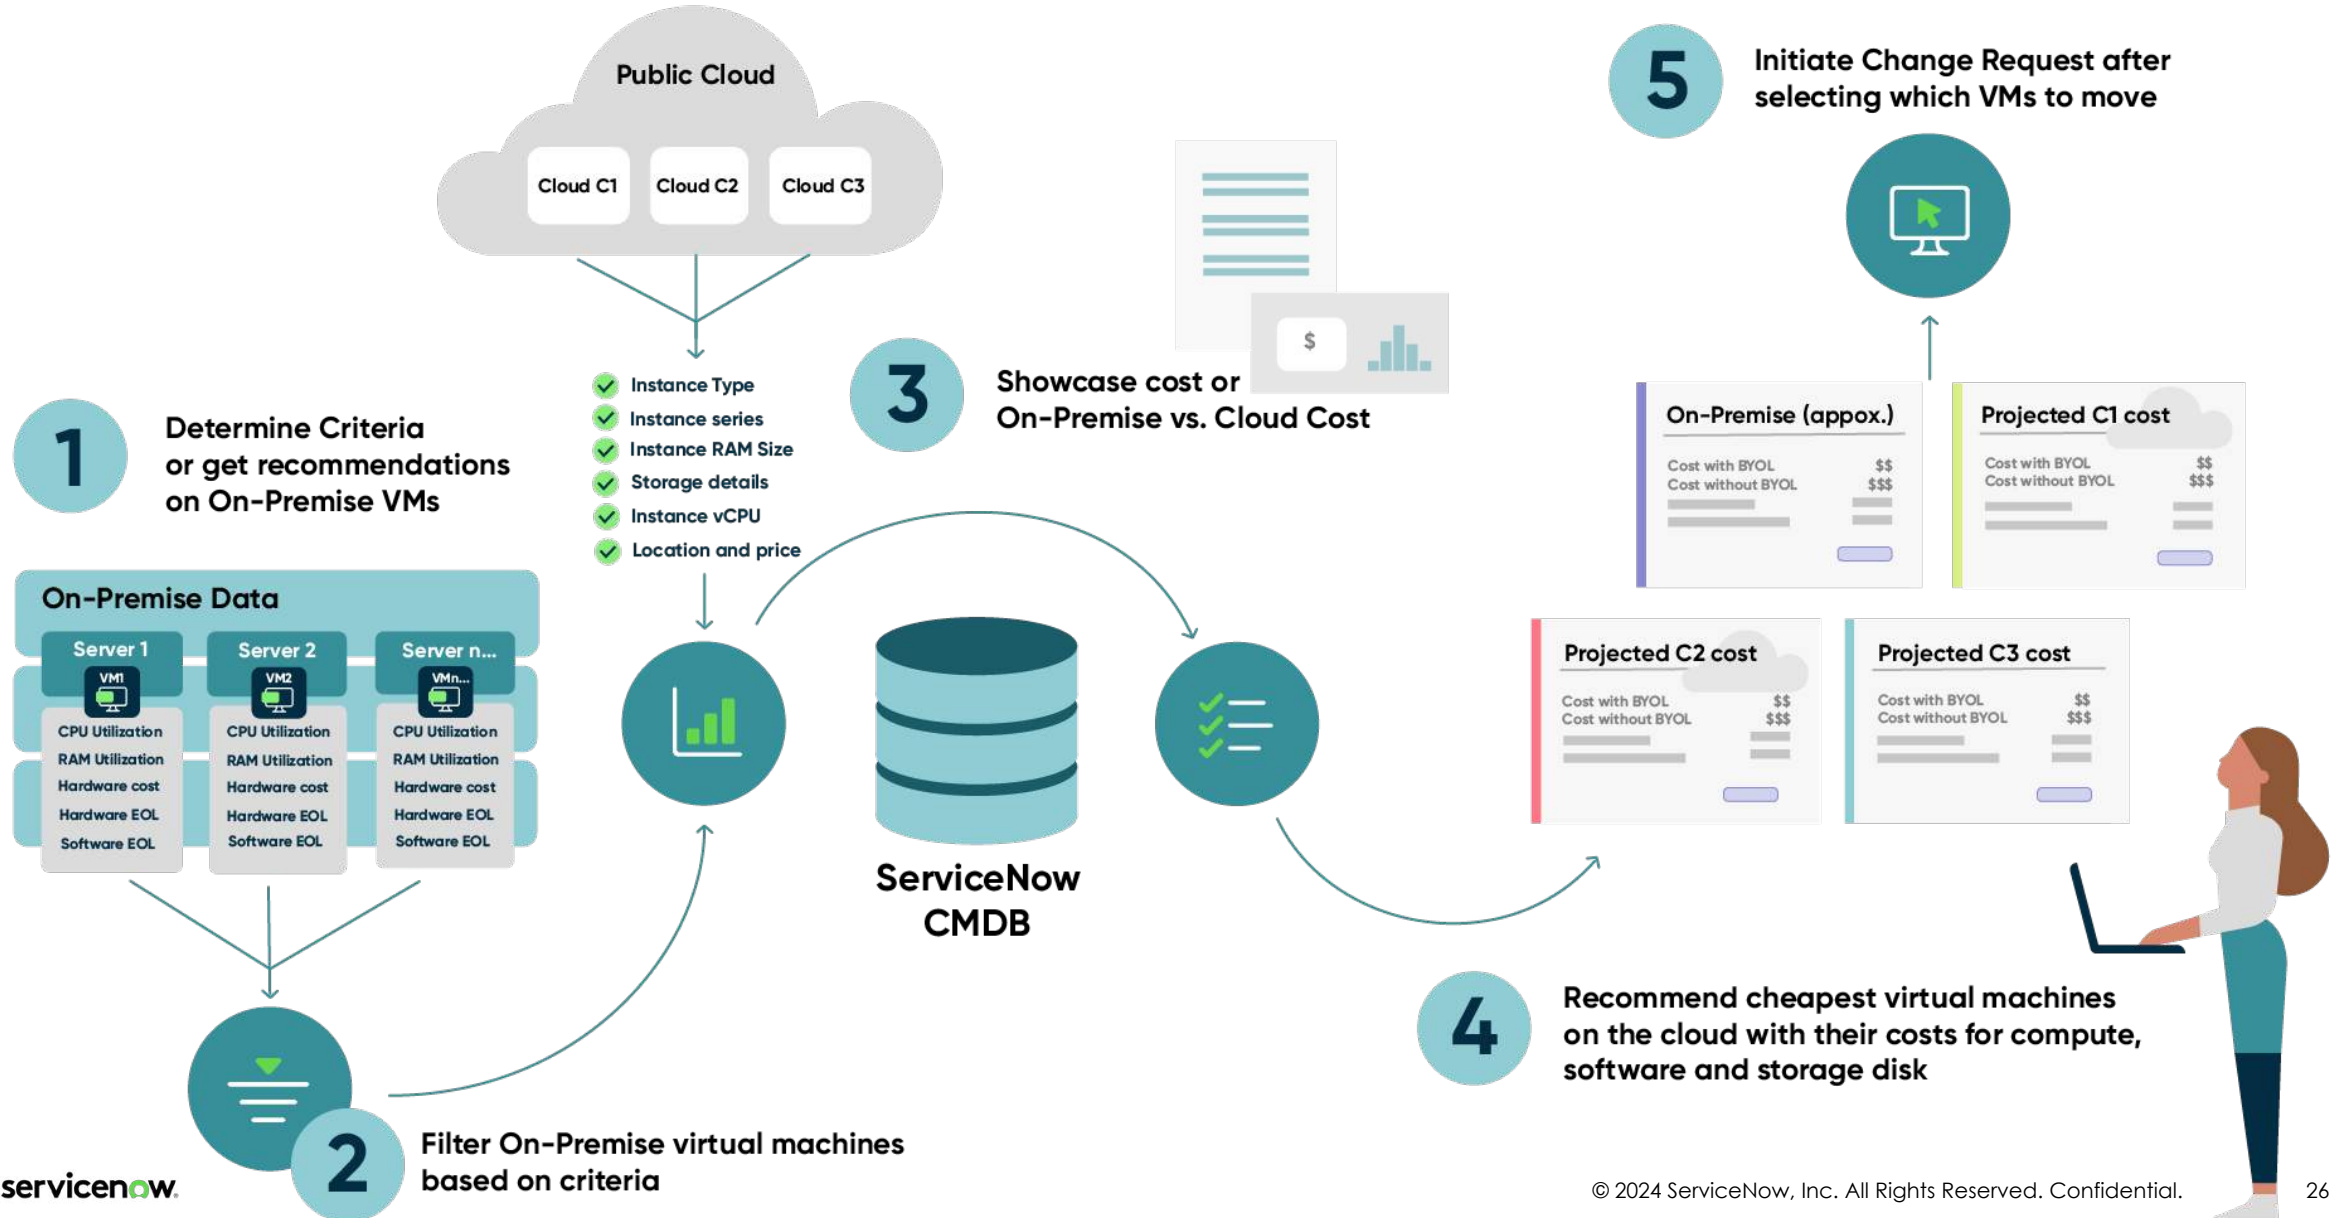 Public Cloud
Cloud C1
Cloud C2
Cloud C3
Instance Type
Instance series
Instance RAM Size
Storage details
Instance vCPU
Location and price
1
Determine Criteria
or get recommendations
on On-Premise VMs
On-Premise Data
Server 1
VM1
CPU Utilization
RAM Utilization
Hardware cost
Hardware EOL
Software EOL
Server 2
VM2
CPU Utilization
RAM Utilization
Hardware cost
Hardware EOL
Software EOL
Server n...
VMn...
CPU Utilization
RAM Utilization
Hardware cost
Hardware EOL
Software EOL
2
Filter On-Premise virtual machines
based on criteria
3
Showcase cost or
On-Premise vs. Cloud Cost
$
ServiceNow
CMDB
4
Recommend cheapest virtual machines
on the cloud with their costs for compute,
software and storage disk
5
Initiate Change Request after
selecting which VMs to move
On-Premise (appox.)
Cost with BYOL $$
Cost without BYOL $$$
Projected C1 cost
Cost with BYOL $$
Cost without BYOL $$$
Projected C2 cost
Cost with BYOL $$
Cost without BYOL $$$
Projected C3 cost
Cost with BYOL $$
Cost without BYOL $$$
servicenow.
© 2024 ServiceNow, Inc. All Rights Reserved. Confidential.
26